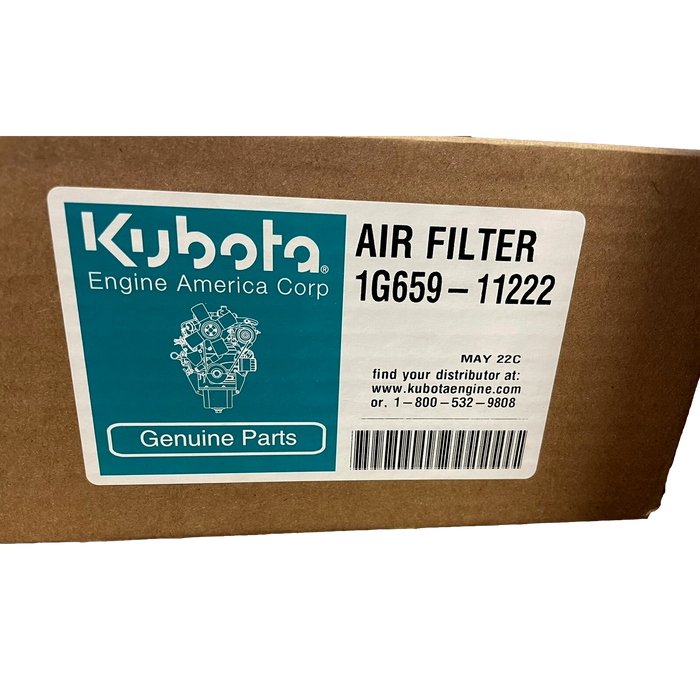 Kubota®
Engine America Corp
Genuine Parts
AIR FILTER
1G659-11222
MAY 22C
find your distributor at:
www.kubotaengine.com
or. 1-800-532-9808